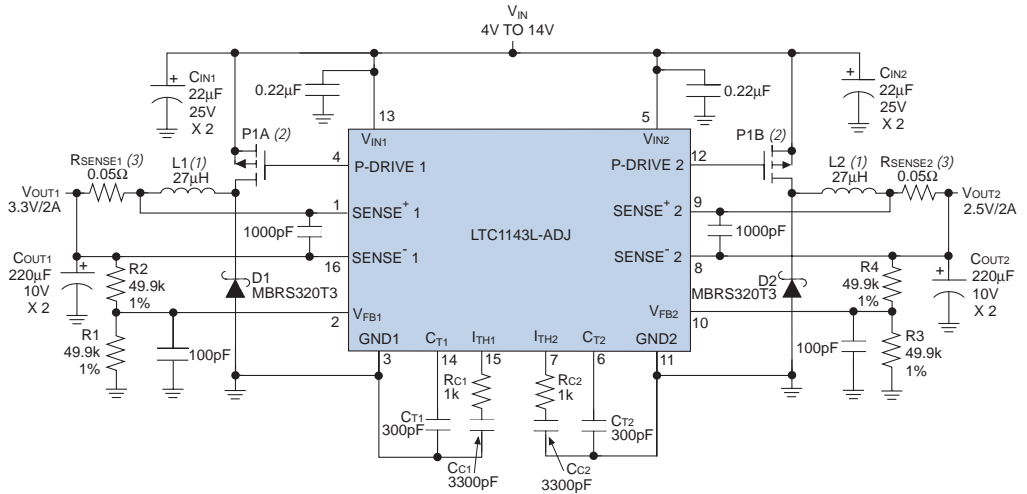 VIN
4V TO 14V
CIN1
22µF
25V
X 2
0.22µF
13
VIN1
5
VIN2
0.22µF
CIN2
22µF
25V
X 2
P1A (2)
4
P-DRIVE 1
P-DRIVE 2
12
P1B (2)
RSENSE1 (3)
0.05Ω
L1 (1)
27µH
L2 (1)
27µH
RSENSE2 (3)
0.05Ω
VOUT1
3.3V/2A
VOUT2
2.5V/2A
1
SENSE+ 1
SENSE+ 2
9
1000pF
LTC1143L-ADJ
1000pF
16
SENSE- 1
SENSE- 2
8
COUT1
220µF
10V
X 2
R2
49.9k
1%
D1
MBRS320T3
D2
MBRS320T3
R4
49.9k
1%
COUT2
220µF
10V
X 2
2
VFB1
VFB2
10
R1
49.9k
1%
100pF
GND1
CT1
ITH1
ITH2
CT2
GND2
100pF
R3
49.9k
1%
3
14
15
7
6
11
RC1
1k
RC2
1k
CT1
300pF
CT2
300pF
CC1
3300pF
CC2
3300pF